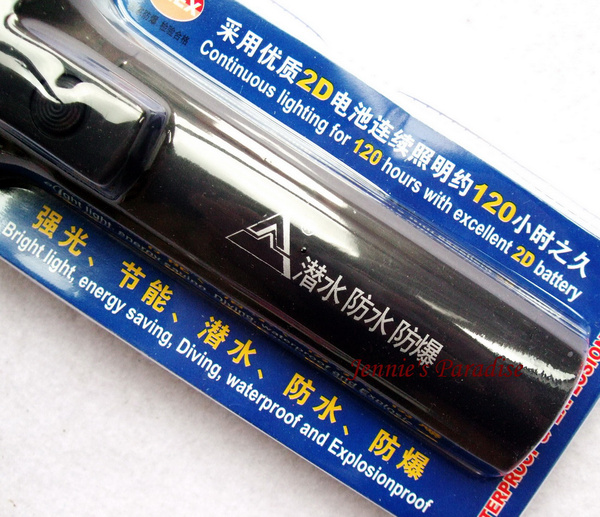 采用优质2D电池连续照明约120小时之久
Continuous lighting for 120 hours with excellent 2D battery
潜水 防水 防爆
Jennie's Paradise
强光、节能、潜水、防水、防爆
Bright light, energy saving, Diving, waterproof and Explosionproof